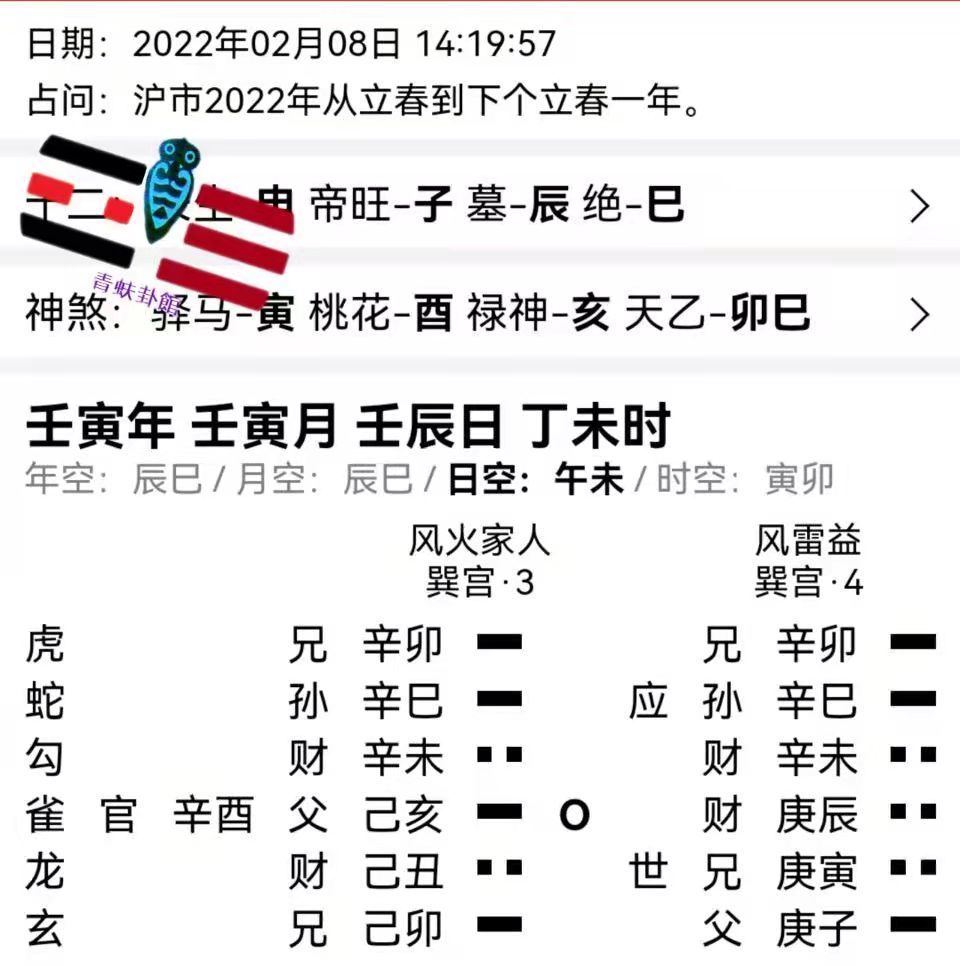 日期：2022年02月08日 14:19:57
占问：沪市2022年从立春到下个立春一年。
十二：长生-申 帝旺-子 墓-辰 绝-巳
青蚨卦館
神煞：驿马-寅 桃花-酉 禄神-亥 天乙-卯巳
壬寅年 壬寅月 壬辰日 丁未时
年空：辰巳 / 月空：辰巳 / 日空：午未 / 时空：寅卯
风火家人 风雷益
巽宫·3 巽宫·4
虎 兄 辛卯 兄 辛卯
蛇 孙 辛巳 应 孙 辛巳
勾 财 辛未 财 辛未
雀 官 辛酉 父 己亥 O 财 庚辰
龙 财 己丑 世 兄 庚寅
玄 兄 己卯 父 庚子